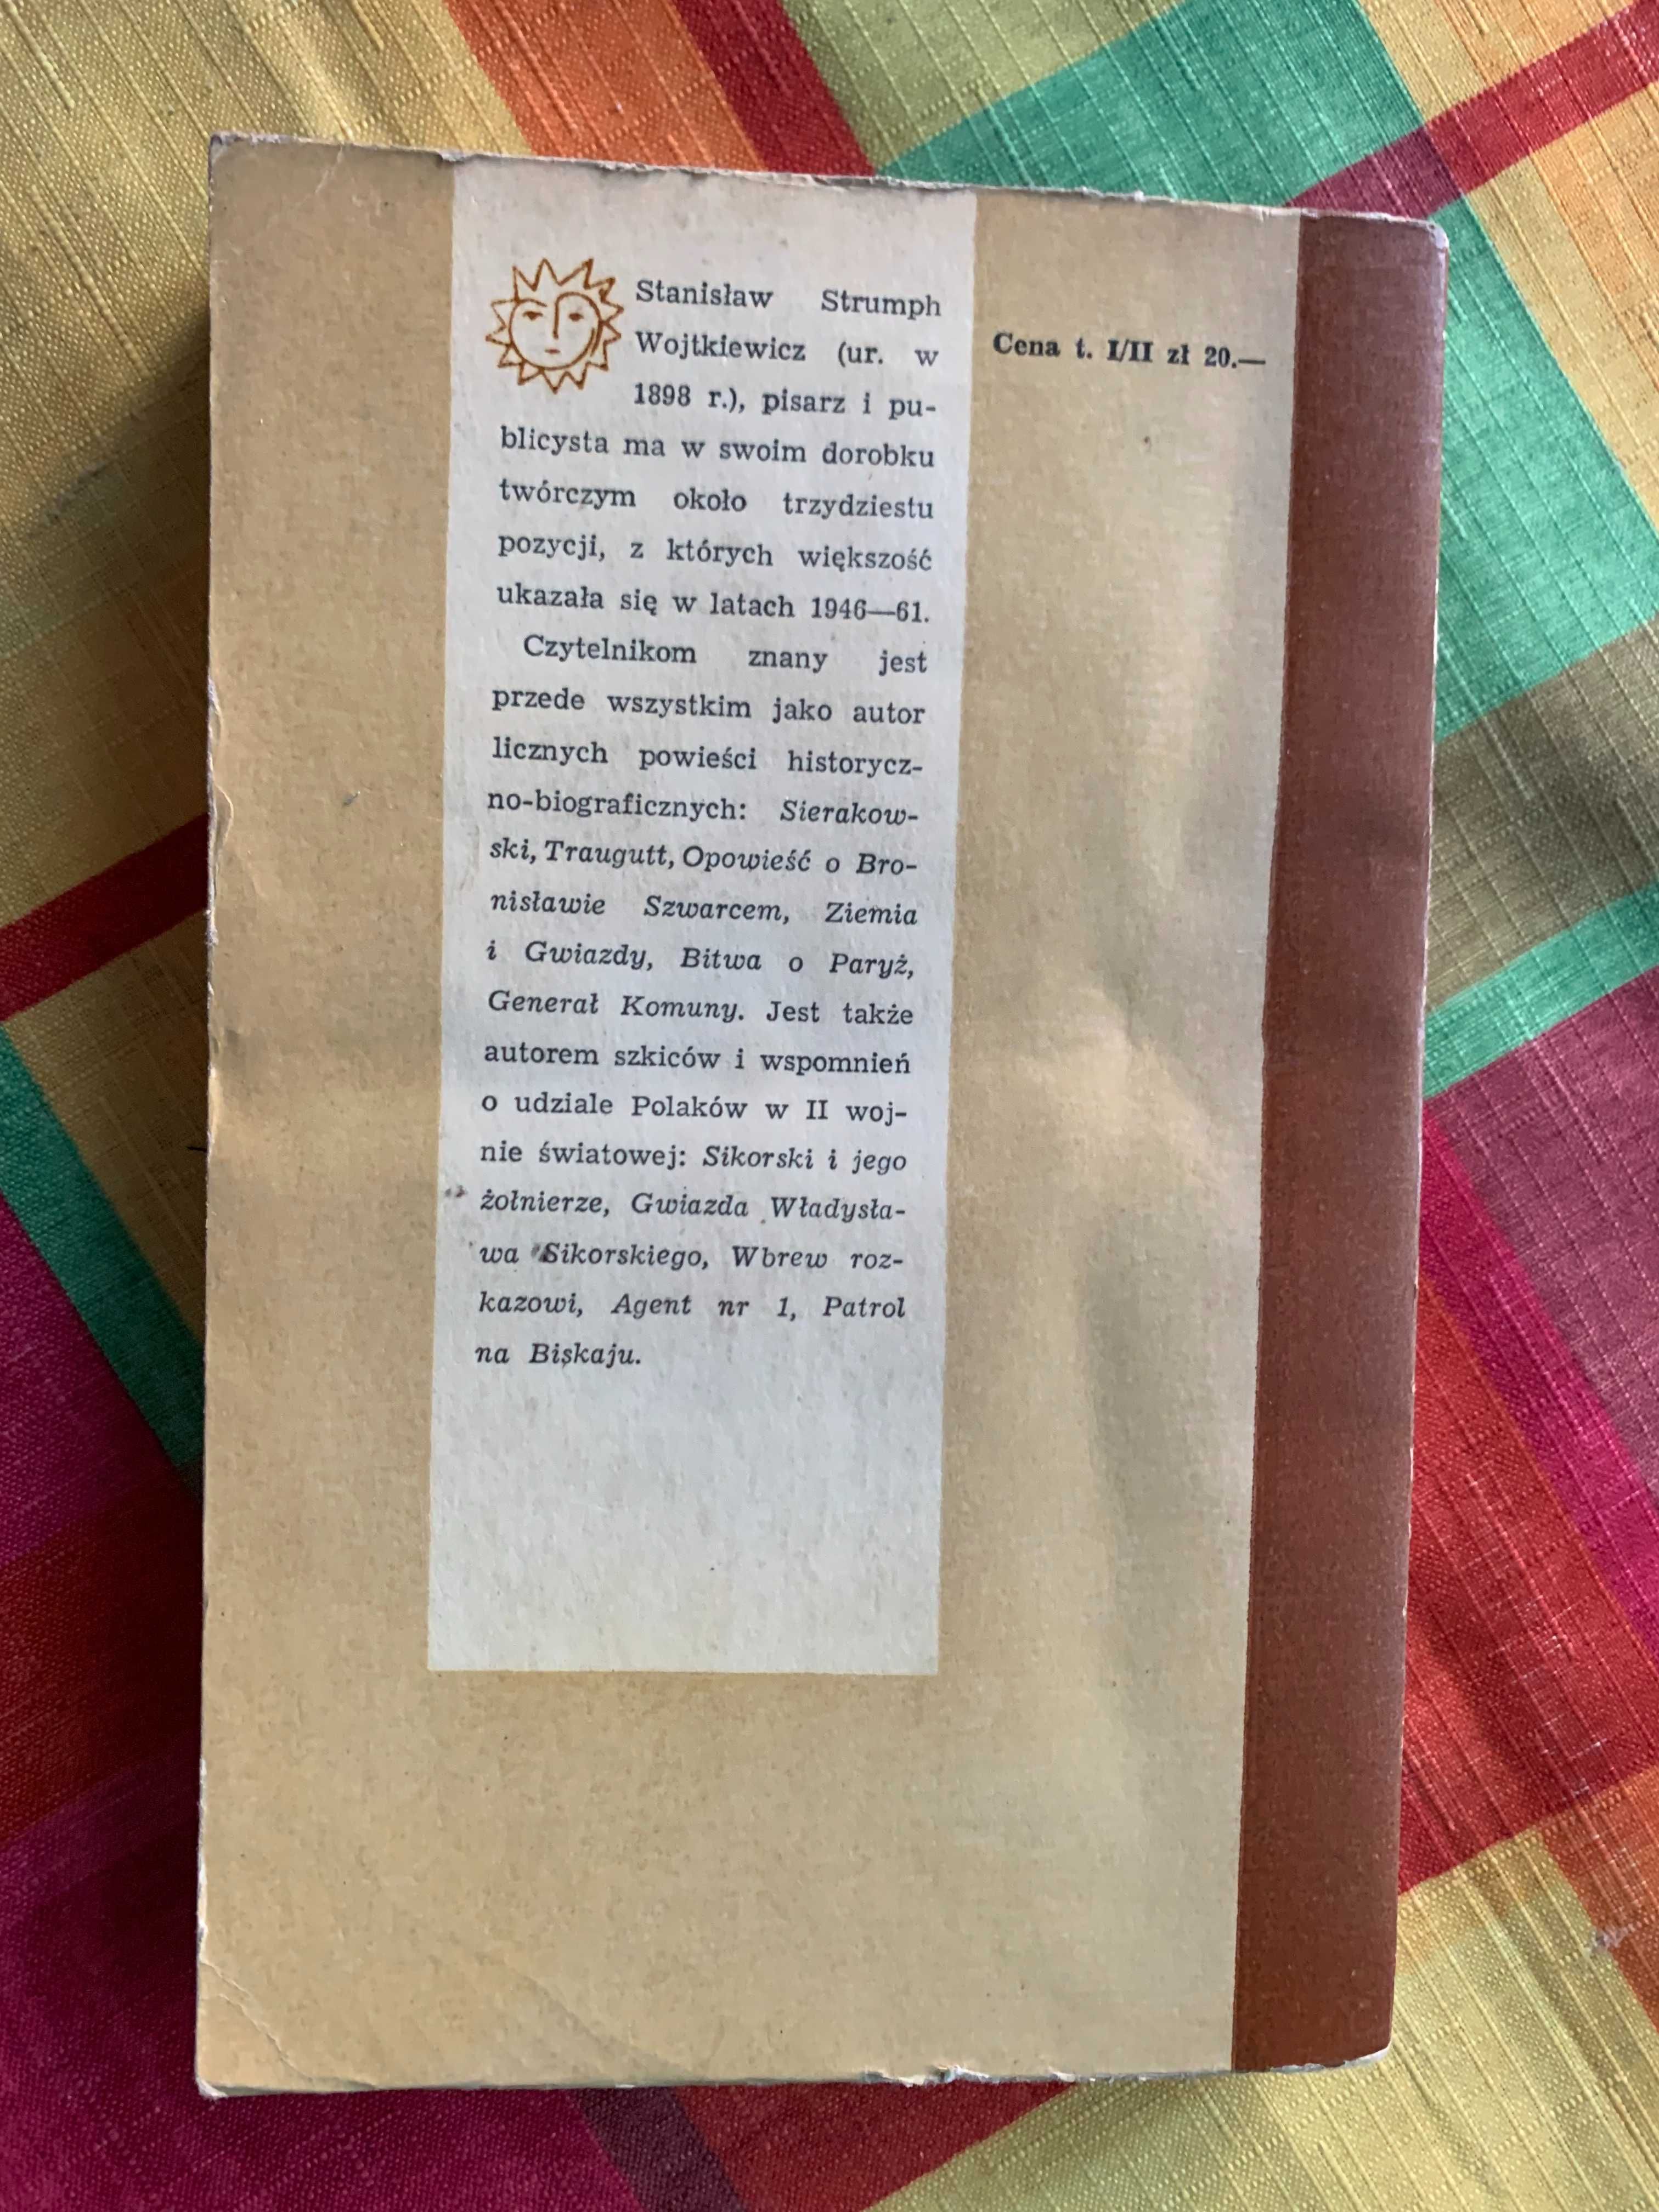 Stanisław Strumph
Wojtkiewicz (ur. w
1898 r.), pisarz i pu-
blicysta ma w swoim dorobku
twórczym około trzydziestu
pozycji, z których większość
ukazała się w latach 1946—61.
Czytelnikom znany jest
przede wszystkim jako autor
licznych powieści historycz-
no-biograficznych: Sierakow-
ski, Traugutt, Opowieść o Bro-
nisławie Szwarcem, Ziemia
i Gwiazdy, Bitwa o Paryż,
Generał Komuny. Jest także
autorem szkiców i wspomnień
o udziale Polaków w II woj-
nie światowej: Sikorski i jego
żołnierze, Gwiazda Władysła-
wa Sikorskiego, Wbrew roz-
kazowi, Agent nr 1, Patrol
na Biskaju.
Cena t. I/II zł 20.—